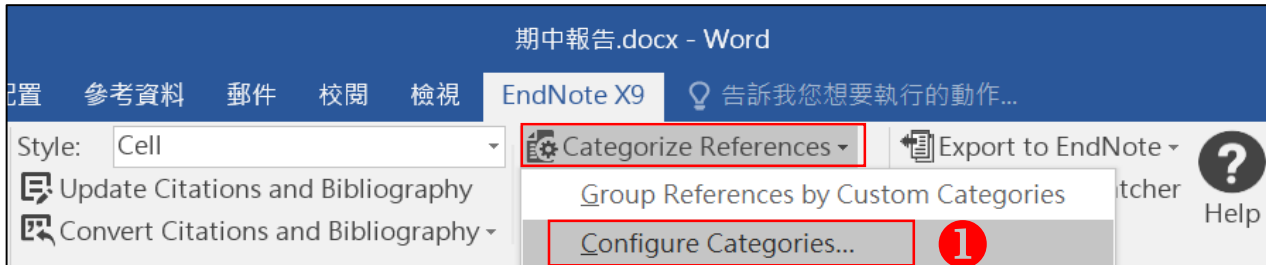 期中報告.docx - Word
配置 參考資料 郵件 校閱 檢視 EndNote X9 告訴我您想要執行的動作...
Style: Cell Categorize References Export to EndNote
Update Citations and Bibliography Group References by Custom Categories tcher Help
Convert Citations and Bibliography Configure Categories... 1